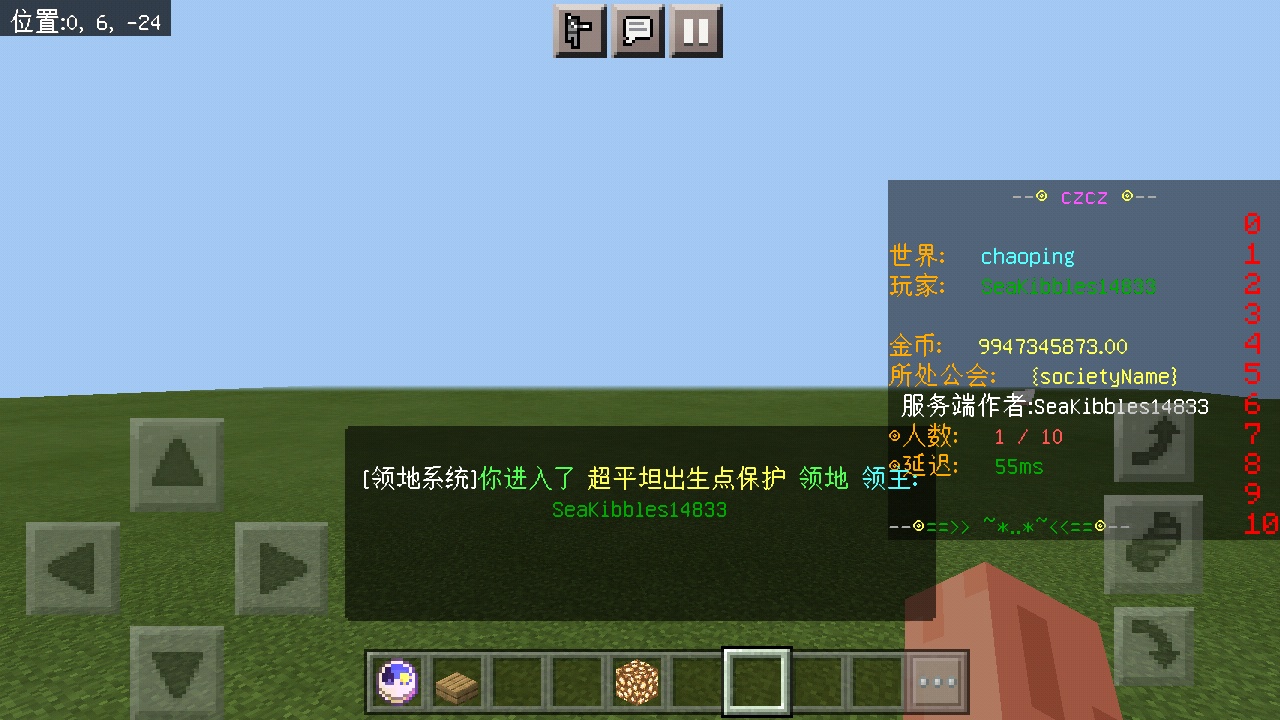 位置:0, 6, -24
--⊙ czcz ⊙--
0
1
世界: chaoping
2
玩家: SeaKibbles14833
3
4
金币: 9947345873.00
5
所处公会: {societyName}
6
服务端作者:SeaKibbles14833
7
⊙人数: 1 / 10
8
⊙延迟: 55ms
9
10
--⊙==>> ~*..*~<<==⊙--
[领地系统]你进入了 超平坦出生点保护 领地 领主:
SeaKibbles14833